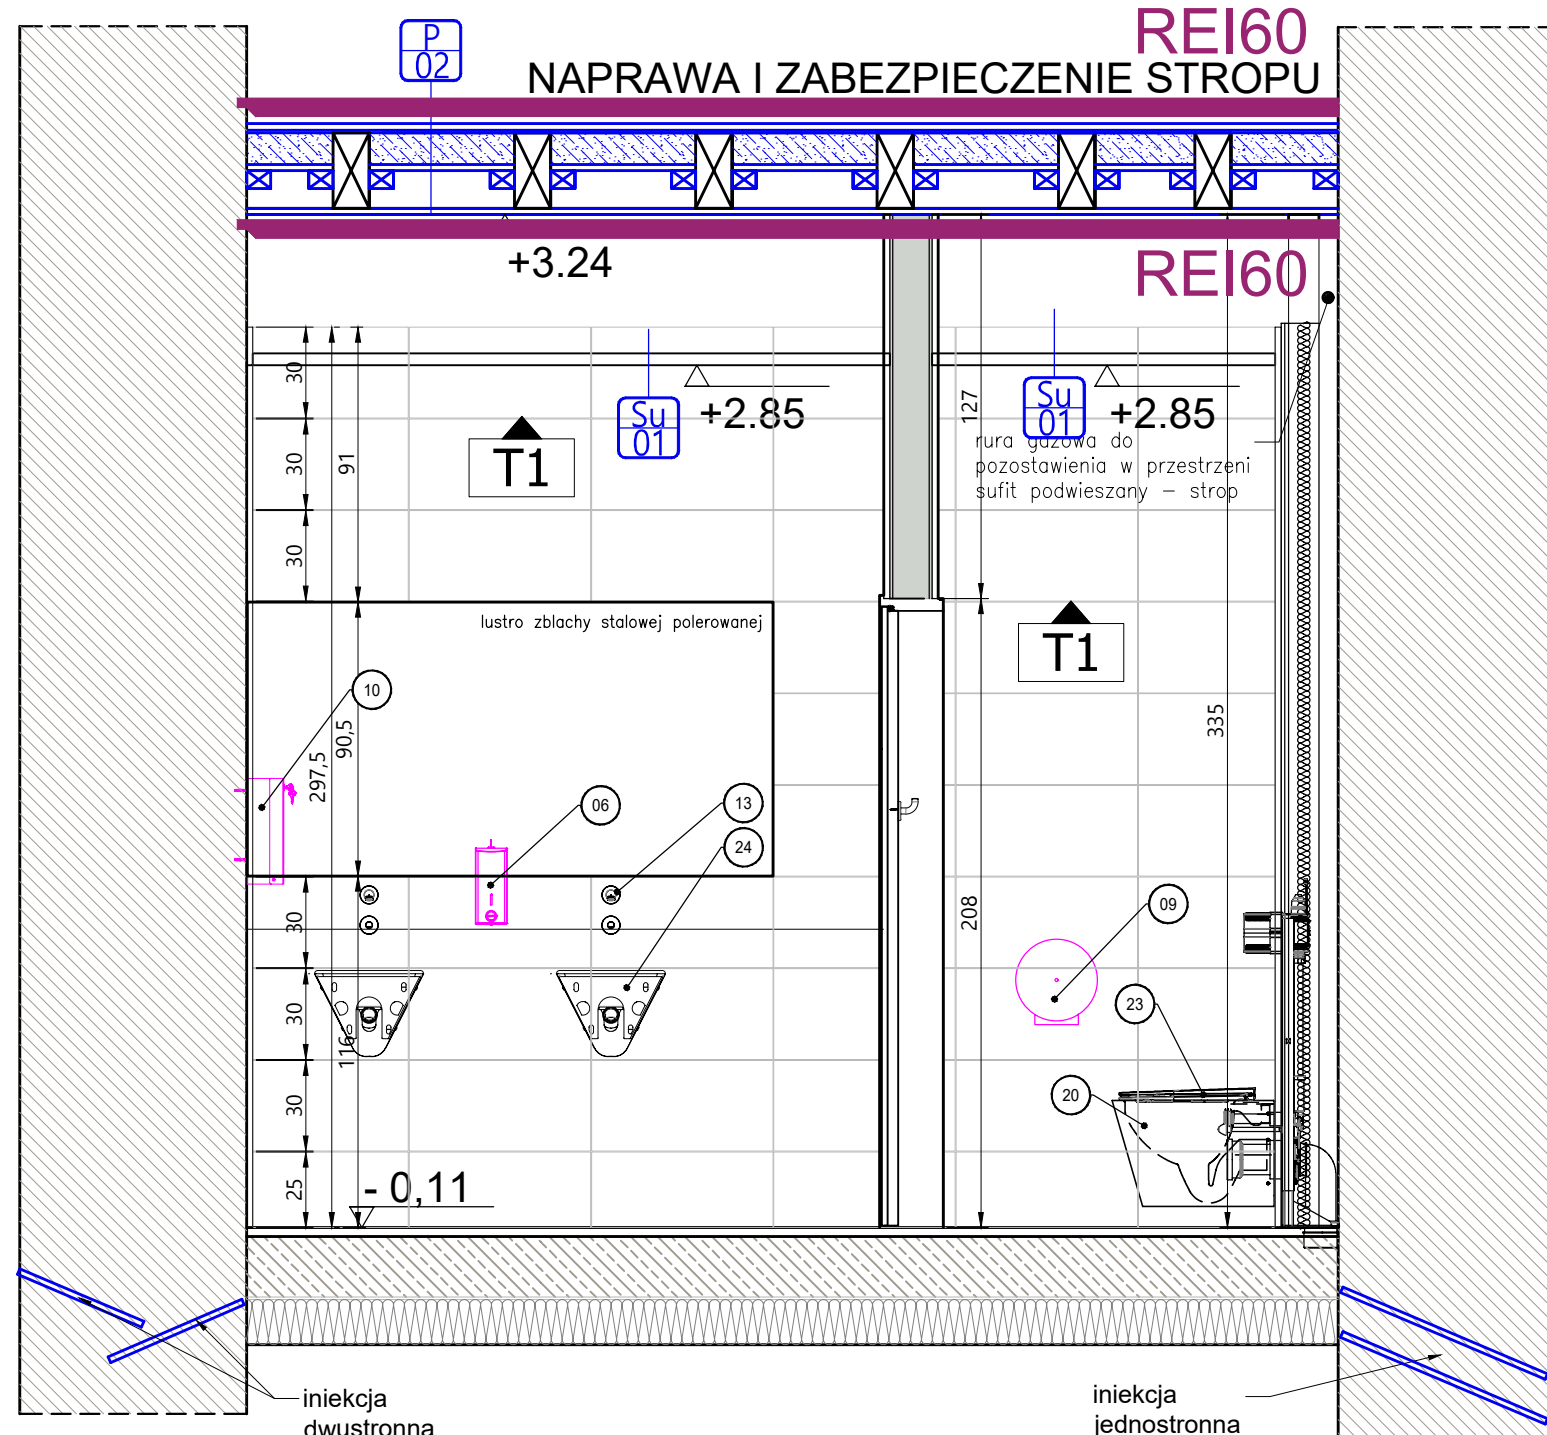 REI60
P
02
NAPRAWA I ZABEZPIECZENIE STROPU
+3.24
REI60
30
+2.85
+2.85
Su
01
Su
01
127
rura gazowa do
pozostawienia w przestrzeni
sufit podwieszany – strop
T1
30
91
30
lustro zblachy stalowej polerowanej
T1
10
335
90,5
297,5
06
13
24
30
208
09
30
23
116
20
30
25
- 0,11
iniekcja
dwustronna
iniekcja
jednostronna